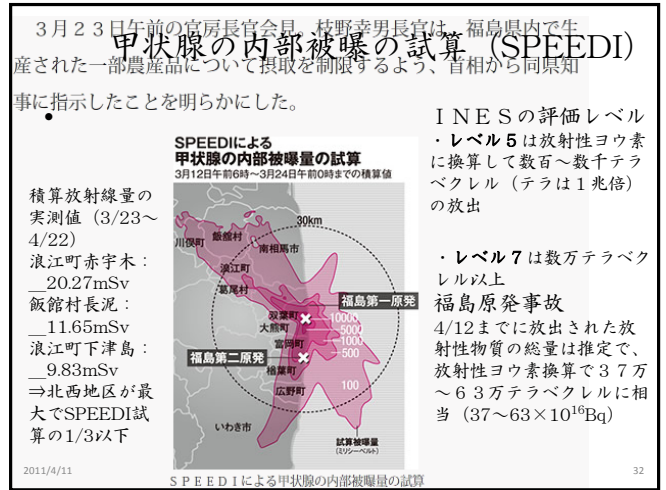 ３月２３日午前の官房長官会見。枝野幸男長官は、福島県内で生
産された一部農産品について摂取を制限するよう、首相から同県知
事に指示したことを明らかにした。
甲状腺の内部被曝の試算（SPEEDI）
•
積算放射線量の
実測値（3/23～
4/22）
浪江町赤宇木：
__20.27mSv
飯館村長泥：
__11.65mSv
浪江町下津島：
__9.83mSv
⇒北西地区が最
大でSPEEDI試
算の1/3以下
SPEEDIによる
甲状腺の内部被曝量の試算
3月12日午前6時～3月24日午前0時までの積算値
30km
川俣町
飯館村
南相馬市
浪江町
葛尾村
福島第一原発
双葉町
大熊町
10000
5000
1000
500
富岡町
福島第二原発
楢葉町
100
広野町
いわき市
試算被曝量
(ミリシーベルト)
ＳＰＥＥＤＩによる甲状腺の内部被曝量の試算
ＩＮＥＳの評価レベル
・レベル５は放射性ヨウ素
に換算して数百～数千テラ
ベクレル（テラは１兆倍）
の放出
・レベル７は数万テラベク
レル以上
福島原発事故
4/12までに放出された放
射性物質の総量は推定で、
放射性ヨウ素換算で３７万
～６３万テラベクレルに相
当（37～63×10¹⁶Bq）
2011/4/11
32